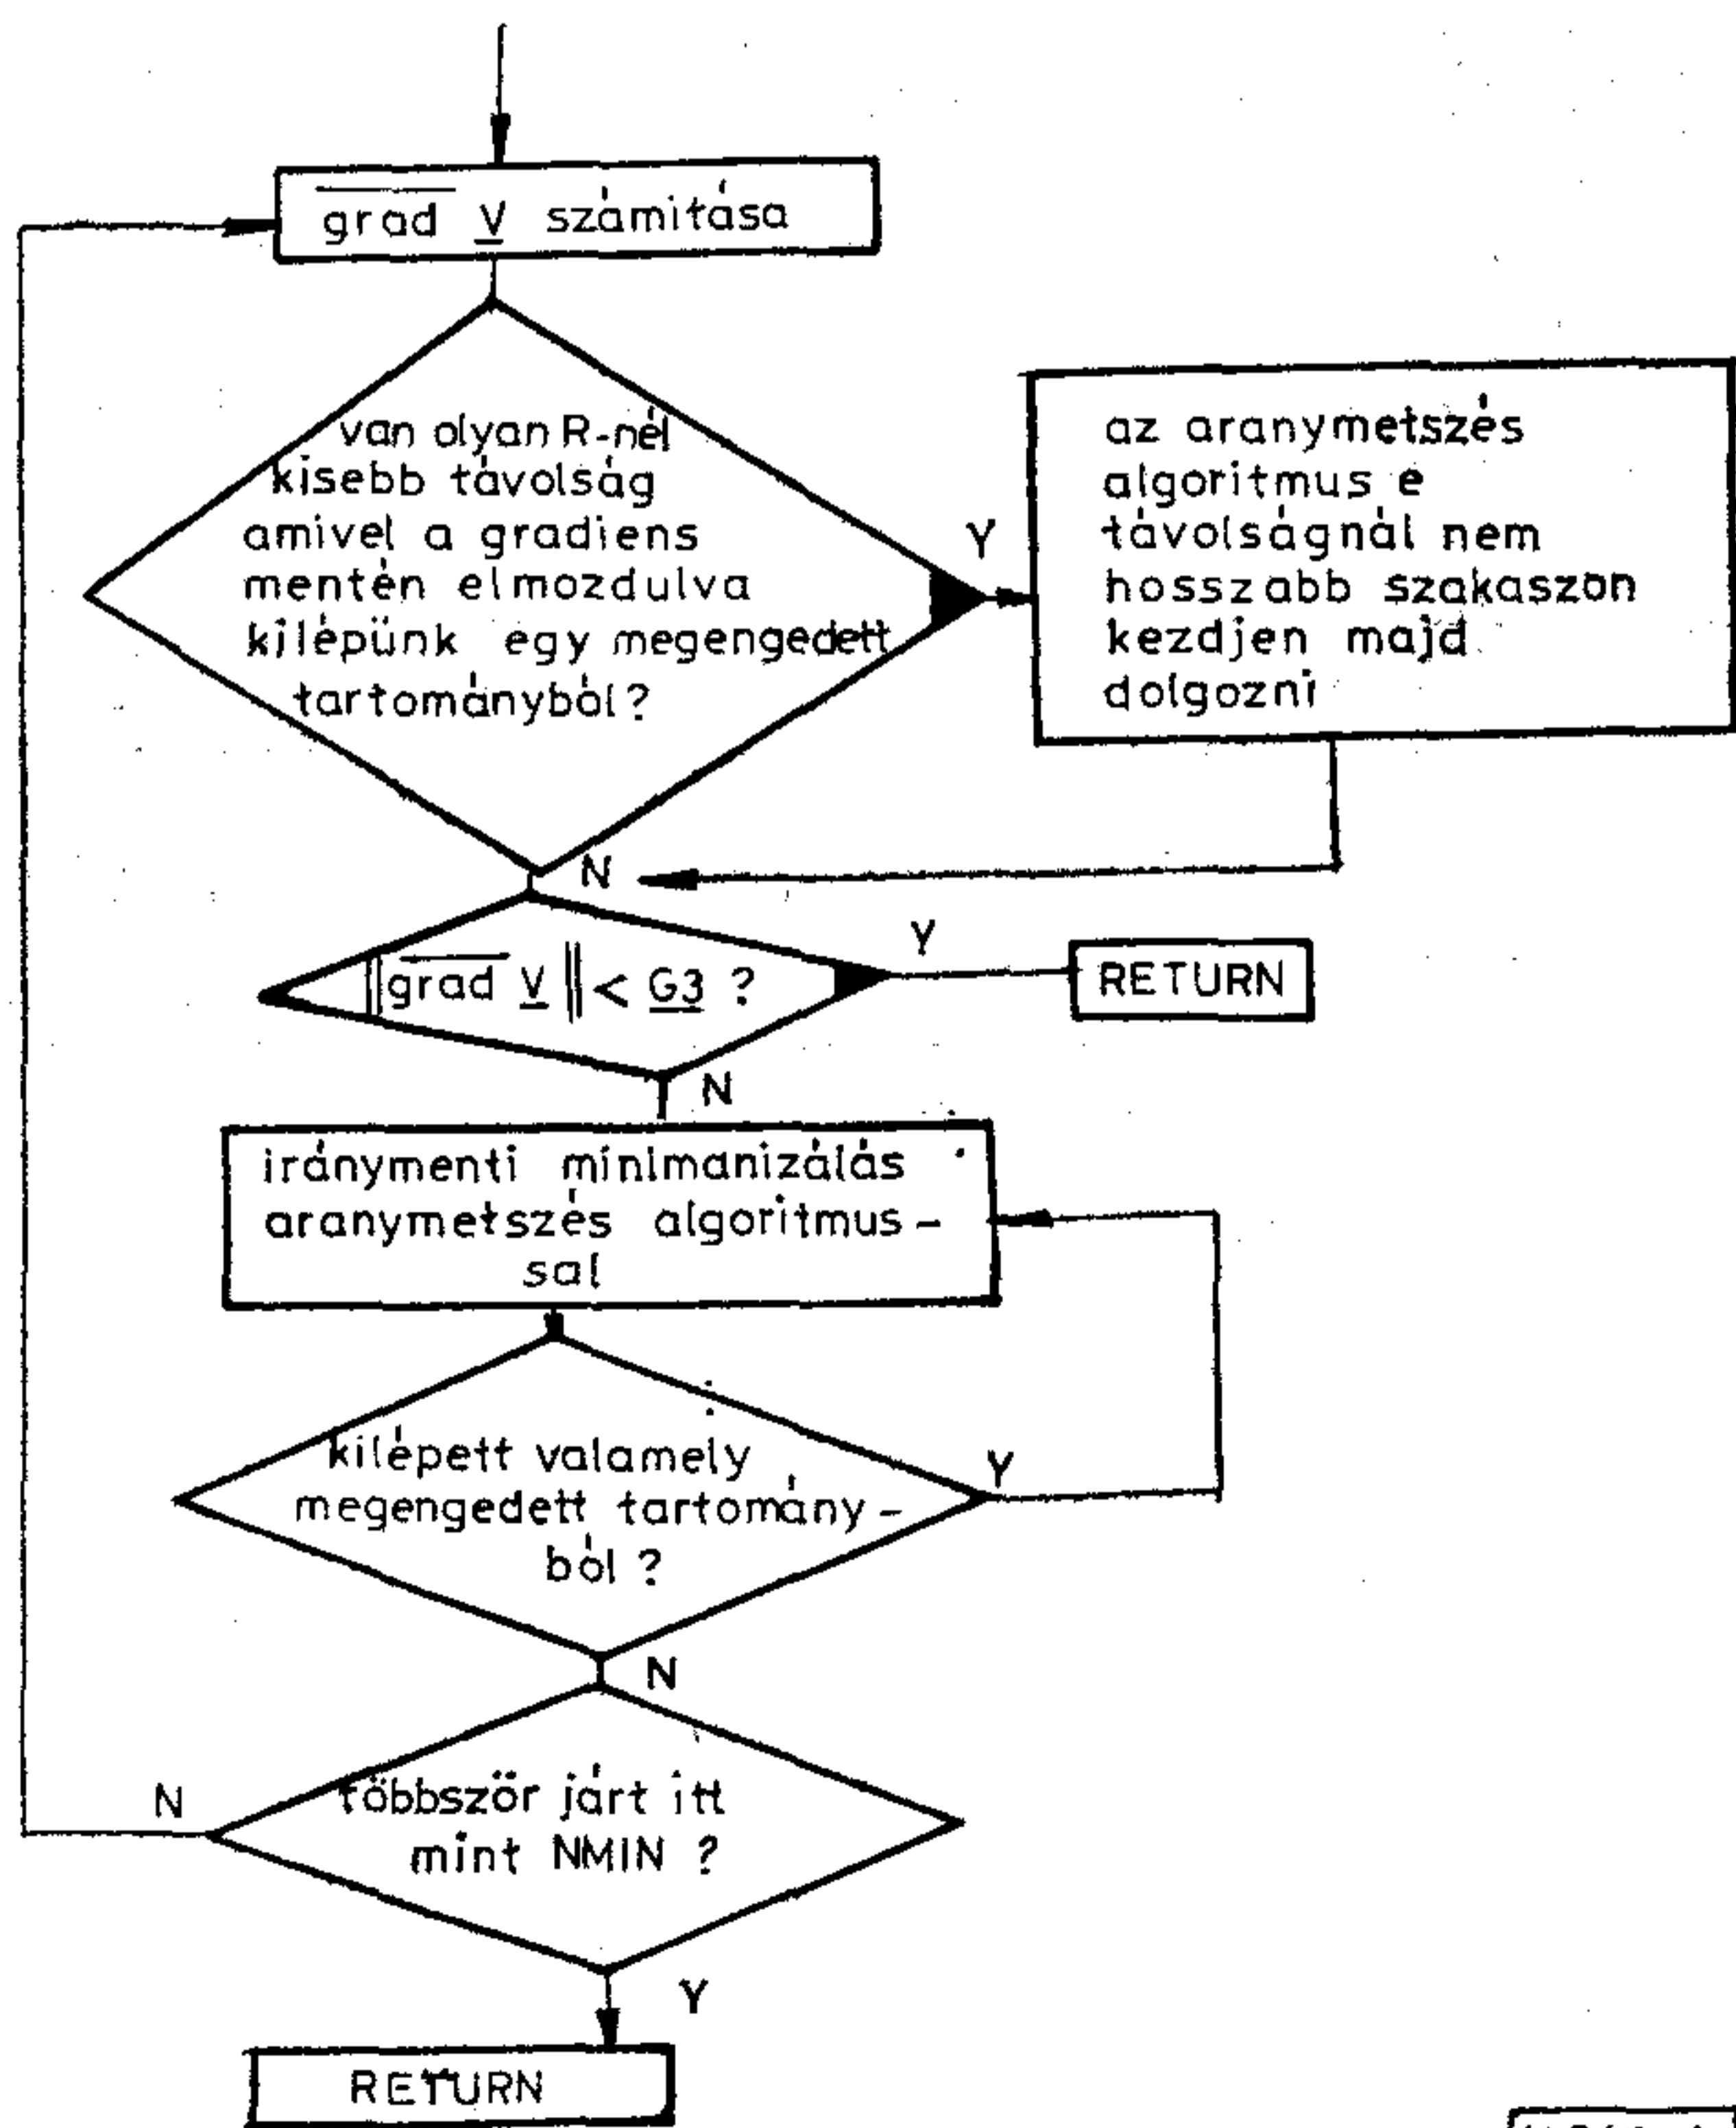 grad V számitása
van olyan R-nél
kisebb távolság
amivel a gradiens
mentén elmozdulva
kilépünk egy megengedett
tartományból?
Y
az aranymetszés
algoritmus e
távolságnál nem
hosszabb szakaszon
kezdjen majd
dolgozni
N
‖grad V‖ < G3 ?
Y
RETURN
N
iránymenti minimanizálás
aranymetszés algoritmus-
sal
kilépett valamely
megengedett tartomány-
ból ?
Y
N
többször járt itt
mint NMIN ?
N
Y
RETURN